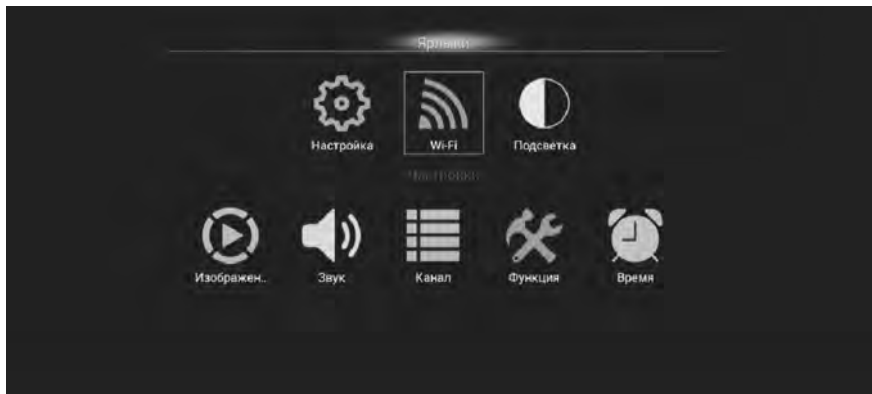 Ярлыки
Настройка
Wi-Fi
Подсветка
Настройки
Изображен..
Звук
Канал
Функция
Время